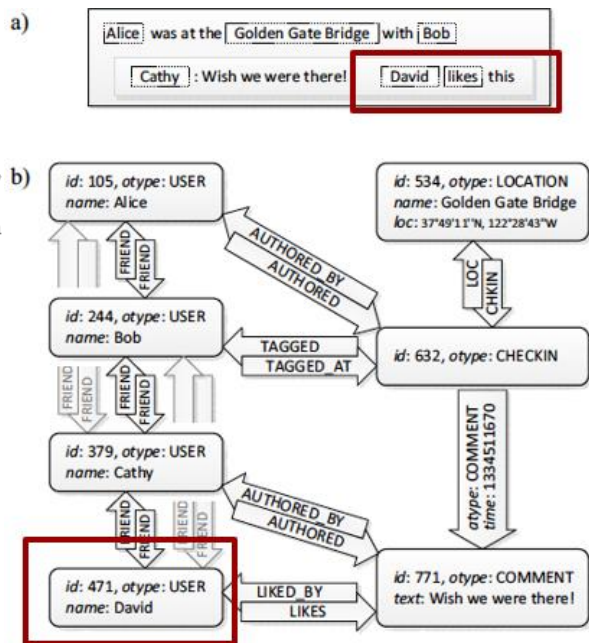 a)
Alice was at the Golden Gate Bridge with Bob
Cathy : Wish we were there! David likes this
b)
id: 105, otype: USER
name: Alice
id: 534, otype: LOCATION
name: Golden Gate Bridge
loc: 37°49'11"N, 122°28'43"W
FRIEND
FRIEND
AUTHORED_BY
AUTHORED
LOC
CHKIN
id: 244, otype: USER
name: Bob
TAGGED
TAGGED_AT
id: 632, otype: CHECKIN
FRIEND
FRIEND
FRIEND
FRIEND
atype: COMMENT
time: 1334511670
id: 379, otype: USER
name: Cathy
AUTHORED_BY
AUTHORED
FRIEND
FRIEND
id: 471, otype: USER
name: David
LIKED_BY
LIKES
id: 771, otype: COMMENT
text: Wish we were there!